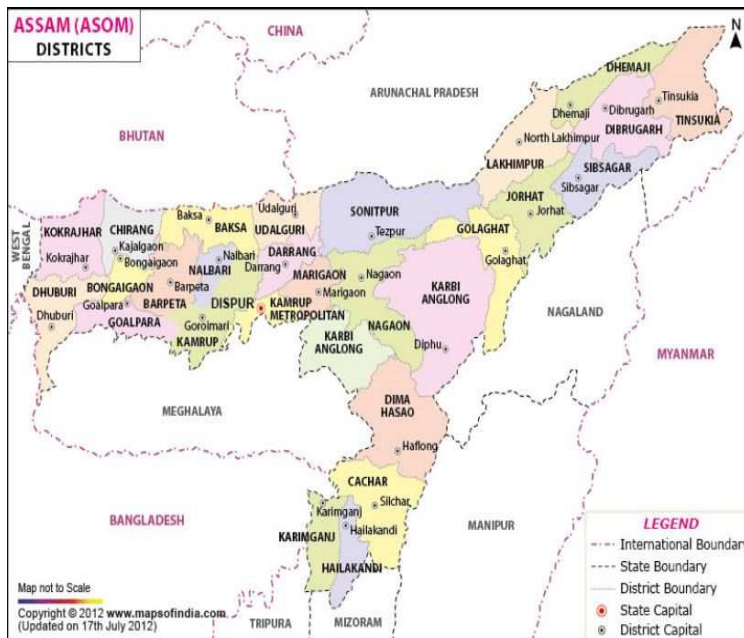 ASSAM (ASOM)
DISTRICTS
CHINA
N
ARUNACHAL PRADESH
BHUTAN
DHEMAJI
Dhemaji
Dibrugarh
Tinsukia
TINSUKIA
DIBRUGARH
North Lakhimpur
LAKHIMPUR
SIBSAGAR
Sibsagar
JORHAT
Jorhat
WEST
BENGAL
KOKRAJHAR
Kokrajhar
CHIRANG
Kajalgaon
Bongaigaon
BONGAIGAON
Baksa
BAKSA
Udalguri
UDALGURI
SONITPUR
Tezpur
GOLAGHAT
Golaghat
Nalbari
NALBARI
DARRANG
Darrang
MARIGAON
Marigaon
Nagaon
NAGAON
KARBI
ANGLONG
Diphu
DHUBURI
Dhuburi
Goalpara
GOALPARA
Barpeta
BARPETA
DISPUR
KAMRUP
METROPOLITAN
Goroimari
KAMRUP
KARBI
ANGLONG
NAGALAND
MYANMAR
MEGHALAYA
DIMA
HASAO
Haflong
CACHAR
Silchar
Karimganj
KARIMGANJ
Hailakandi
HAILAKANDI
BANGLADESH
MANIPUR
TRIPURA
MIZORAM
LEGEND
International Boundary
State Boundary
District Boundary
State Capital
District Capital
Map not to Scale
Copyright © 2012 www.mapsofindia.com
(Updated on 17th July 2012)